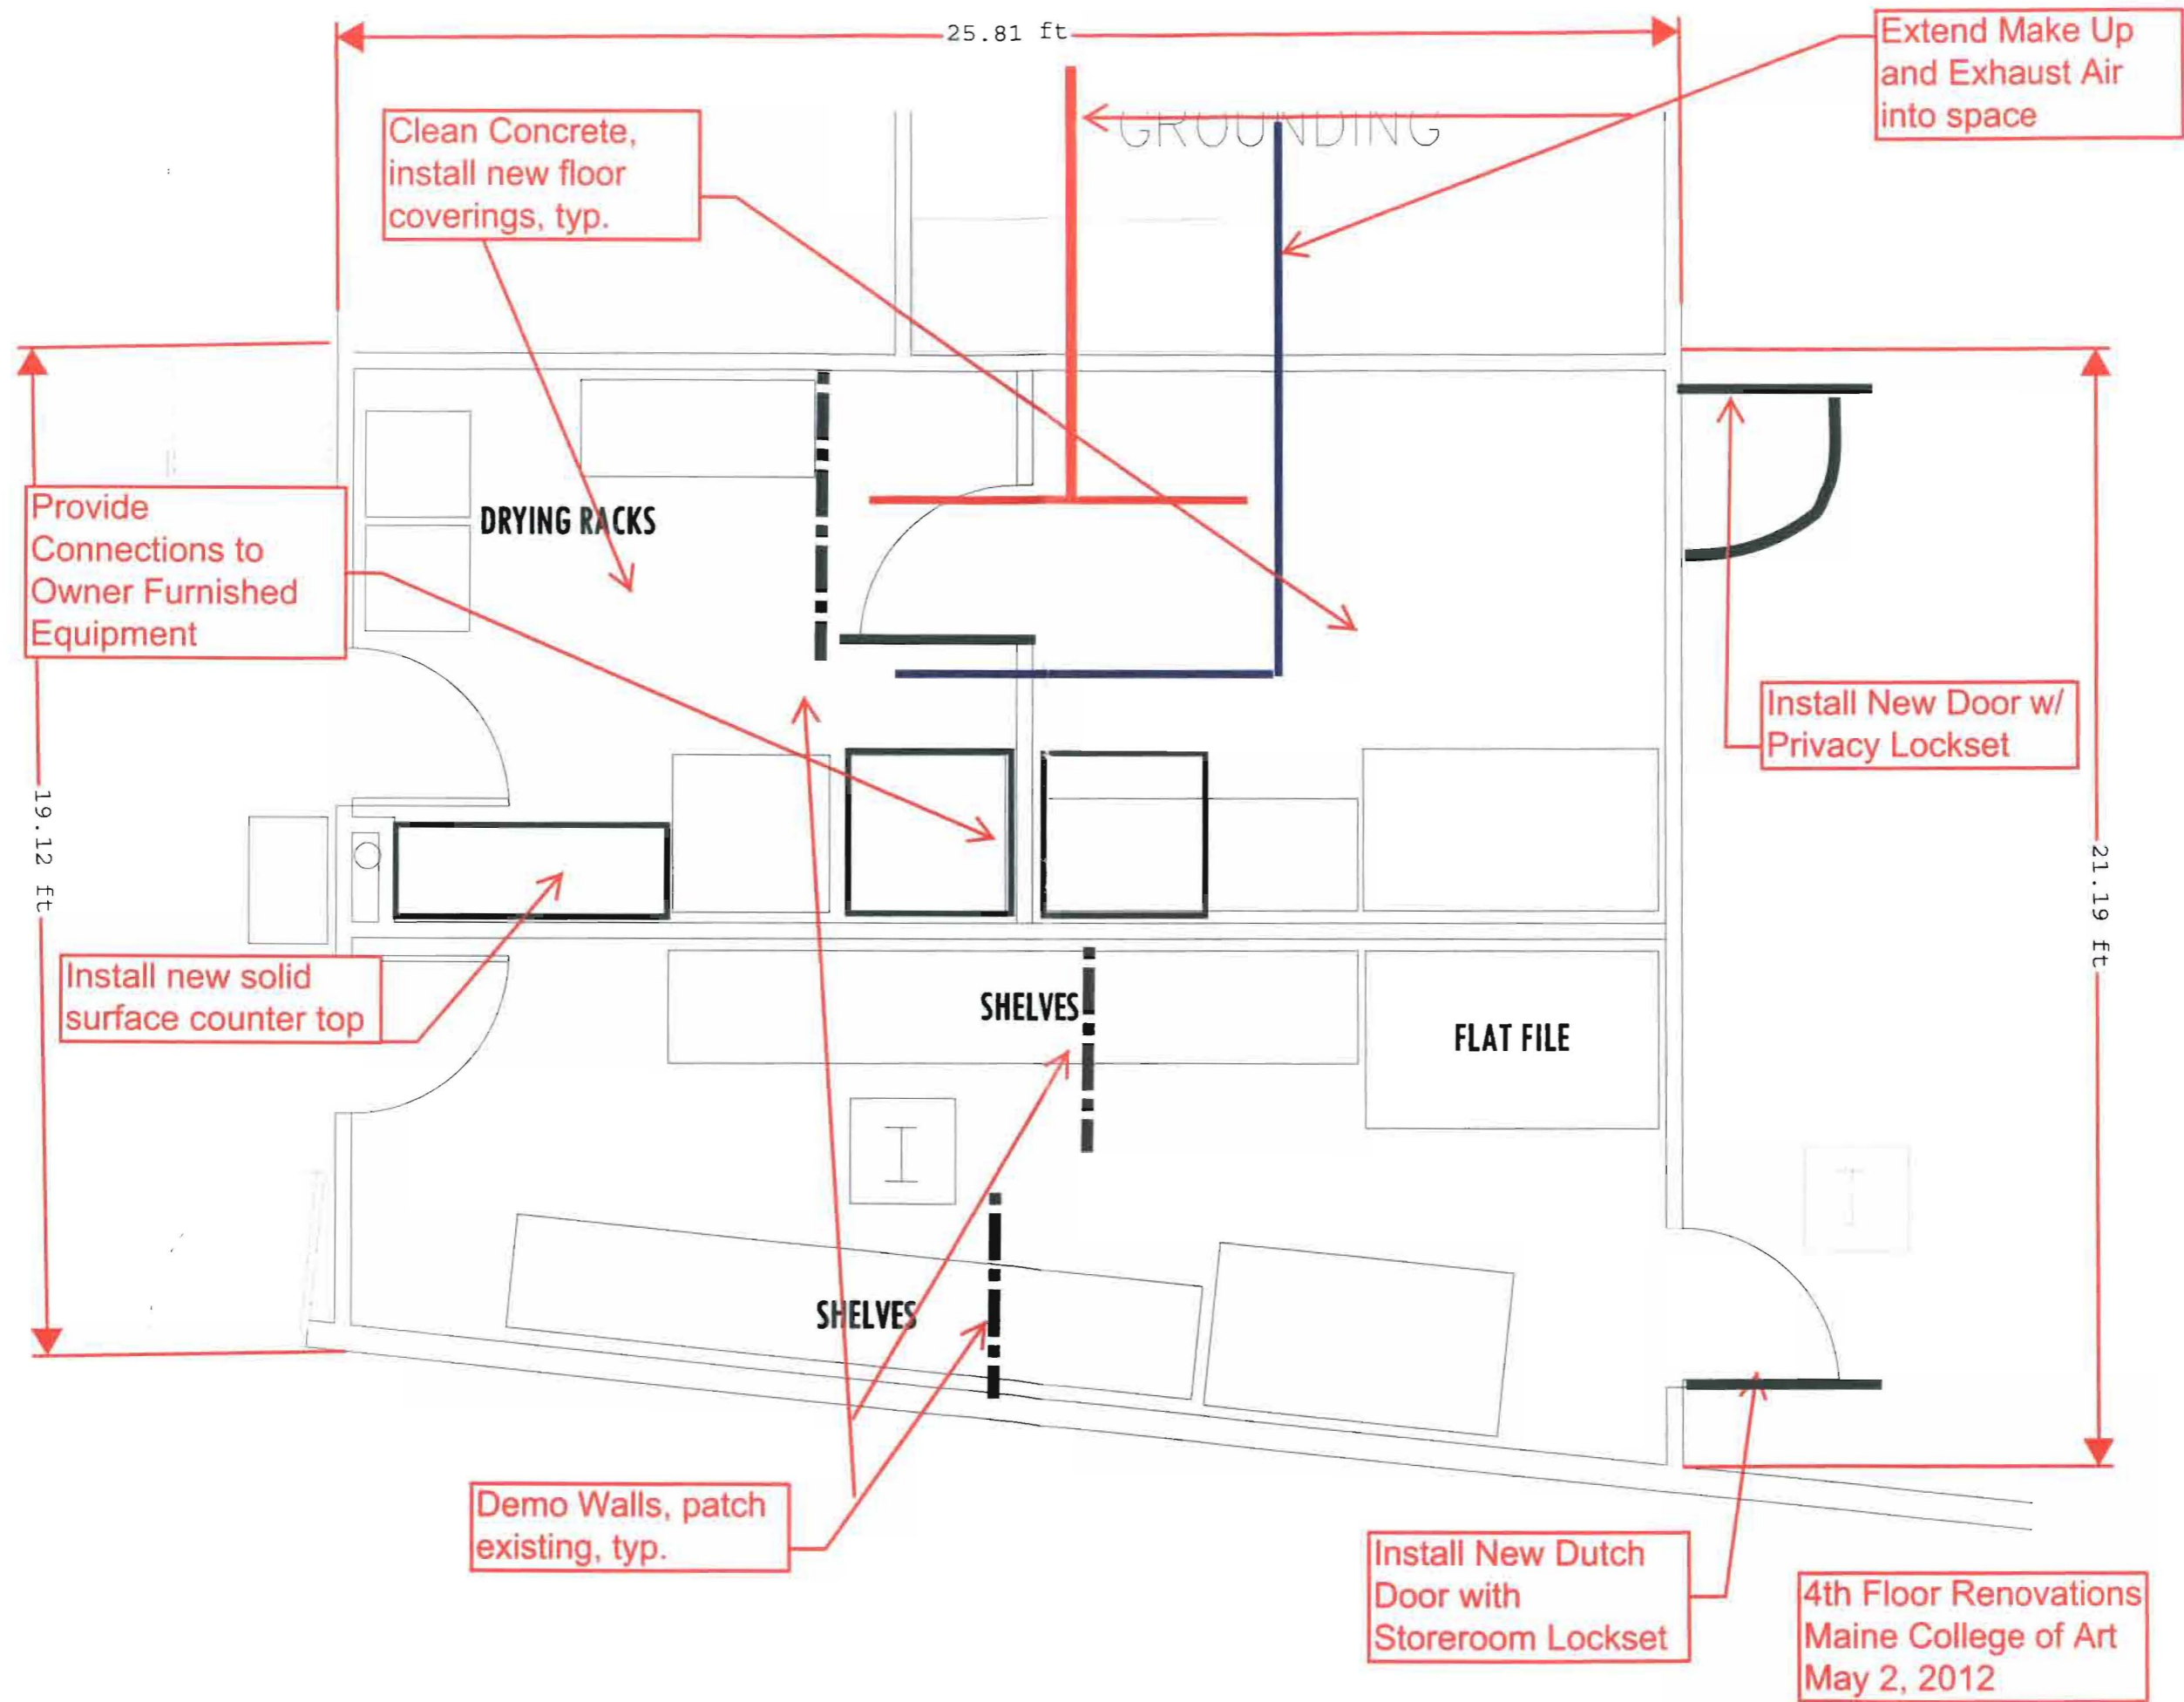 25.81 ft
Extend Make Up
and Exhaust Air
into space
GROUNDING
Clean Concrete,
install new floor
coverings, typ.
DRYING RACKS
Provide
Connections to
Owner Furnished
Equipment
Install New Door w/
Privacy Lockset
19.12 ft
21.19 ft
Install new solid
surface counter top
SHELVES
FLAT FILE
SHELVES
Demo Walls, patch
existing, typ.
Install New Dutch
Door with
Storeroom Lockset
4th Floor Renovations
Maine College of Art
May 2, 2012